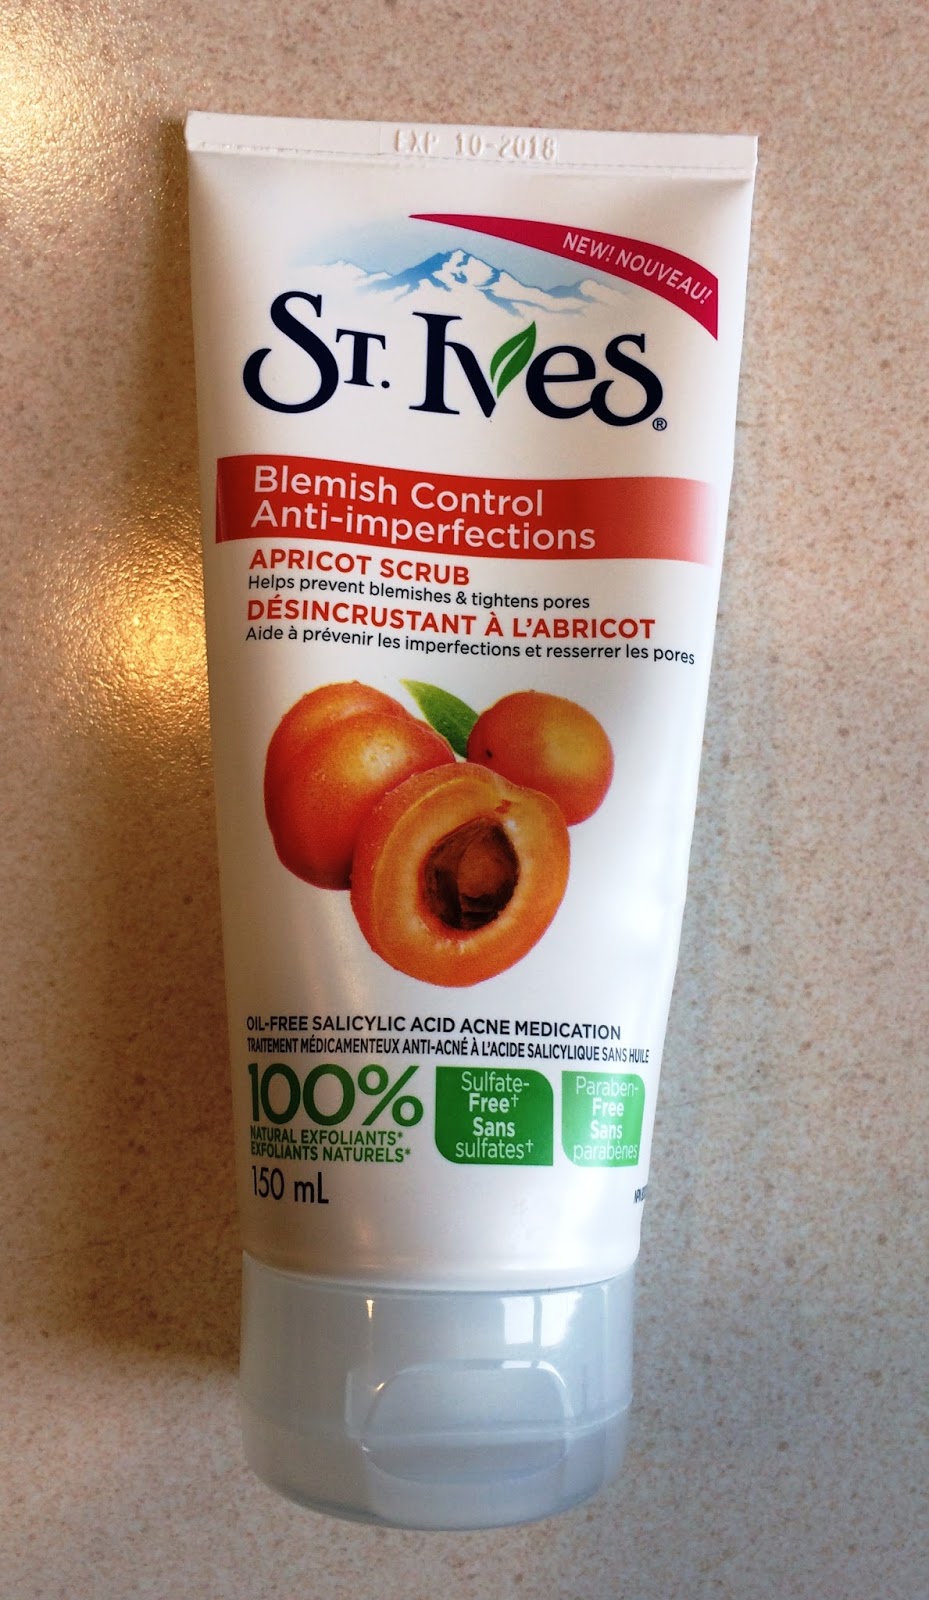 EXP 10-2018
NEW! NOUVEAU!
ST. IVES®
Blemish Control
Anti-imperfections
APRICOT SCRUB
Helps prevent blemishes & tightens pores
DÉSINCRUSTANT À L'ABRICOT
Aide à prévenir les imperfections et resserrer les pores
OIL-FREE SALICYLIC ACID ACNE MEDICATION
TRAITEMENT MÉDICAMENTEUX ANTI-ACNÉ À L'ACIDE SALICYLIQUE SANS HUILE
100%
NATURAL EXFOLIANTS*
EXFOLIANTS NATURELS*
Sulfate-
Free†
Sans
sulfates†
Paraben-
Free
Sans
parabènes
150 mL